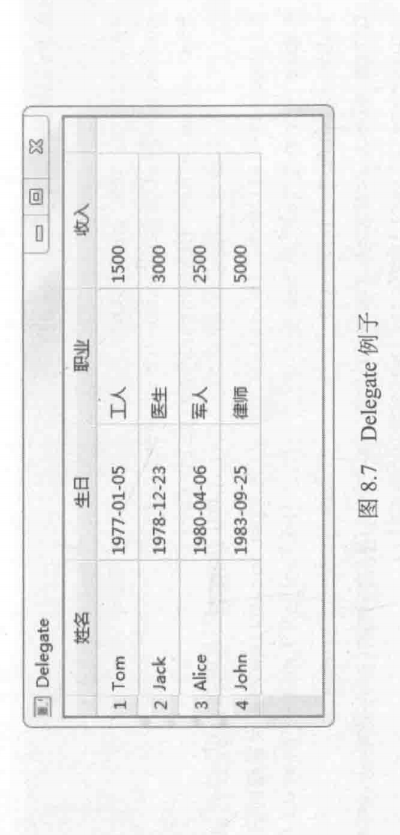 Delegate
姓名 生日 职业 收入
1 Tom 1977-01-05 工人 1500
2 Jack 1978-12-23 医生 3000
3 Alice 1980-04-06 军人 2500
4 John 1983-09-25 律师 5000
图 8.7 Delegate 例子